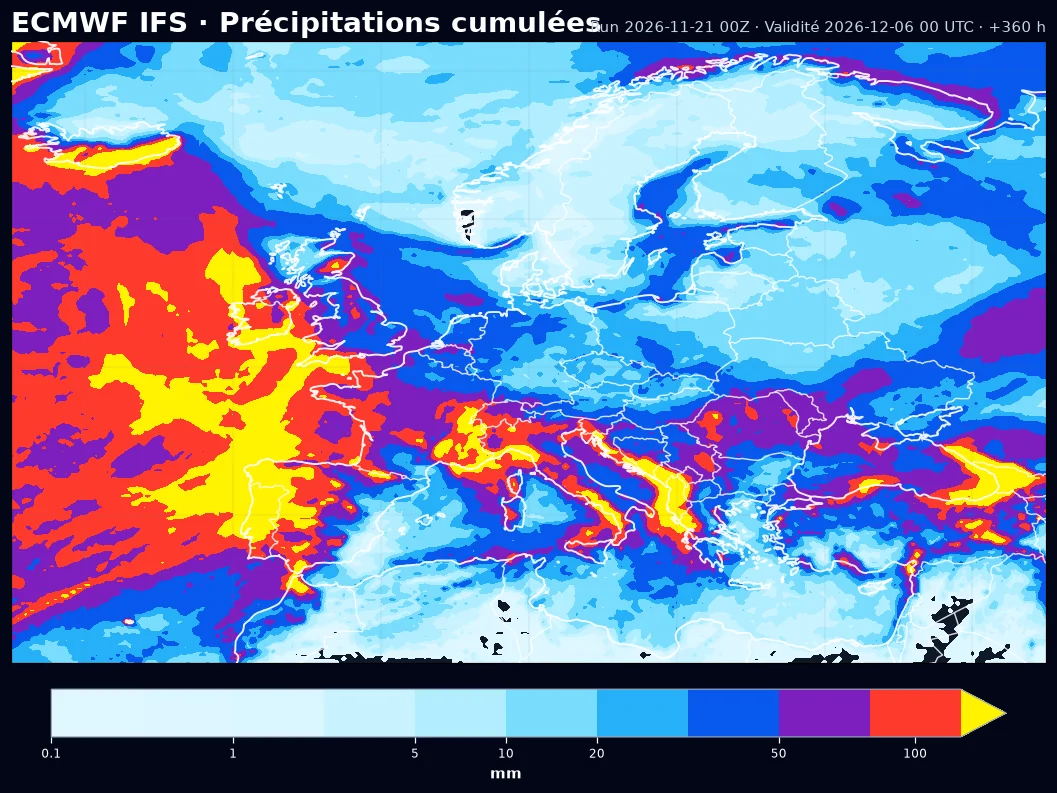 ECMWF IFS · Précipitations cumulées
Run 2026-11-21 00Z · Validité 2026-12-06 00 UTC · +360 h
0.1 1 5 10 20 50 100
mm